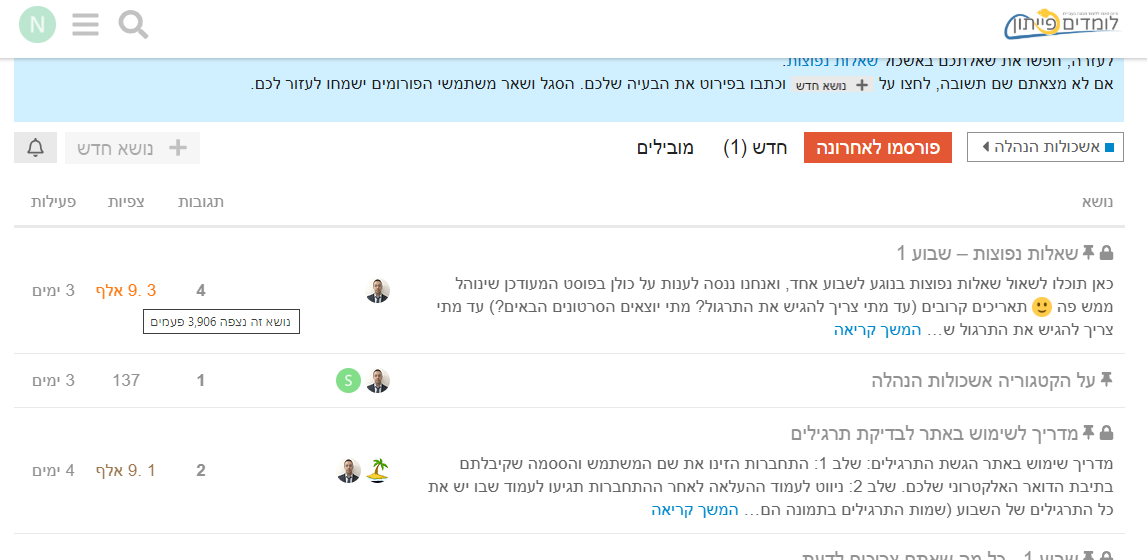 לומדים פייתון
N
לעזרה, חפשו את שאלתכם באשכול שאלות נפוצות.
אם לא מצאתם שם תשובה, לחצו על + נושא חדש וכתבו בפירוט את הבעיה שלכם. הסגל ושאר משתמשי הפורומים ישמחו לעזור לכם.
אשכולות הנהלה
פורסמו לאחרונה
חדש (1)
מובילים
+ נושא חדש
נושא
תגובות
צפיות
פעילות
שאלות נפוצות – שבוע 1
כאן תוכלו לשאול שאלות נפוצות בנוגע לשבוע אחד, ואנחנו ננסה לענות על כולן בפוסט המעודכן שינוהל
ממש פה 🙂 תאריכים קרובים (עד מתי צריך להגיש את התרגול? מתי יוצאים הסרטונים הבאים?) עד מתי
צריך להגיש את התרגול ש… המשך קריאה
4
3 .9 אלף
3 ימים
נושא זה נצפה 3,906 פעמים
על הקטגוריה אשכולות הנהלה
S
1
137
3 ימים
מדריך לשימוש באתר לבדיקת תרגילים
מדריך שימוש באתר הגשת התרגילים: שלב 1: התחברות הזינו את שם המשתמש והססמה שקיבלתם
בתיבת הדואר האלקטרוני שלכם. שלב 2: ניווט לעמוד ההעלאה לאחר ההתחברות תגיעו לעמוד שבו יש את
כל התרגילים של השבוע (שמות התרגילים בתמונה הם… המשך קריאה
2
1 .9 אלף
4 ימים
שבוע 1 - כל מה שאתם צריכים לדעת